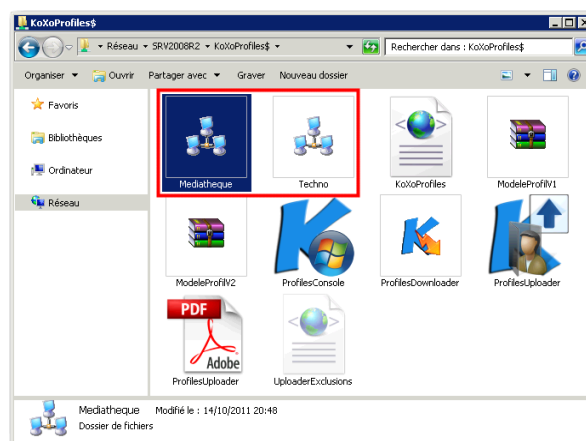 KoXoProfiles$
Réseau SRV2008R2 KoXoProfiles$
Rechercher dans : KoXoProfiles$
Organiser Ouvrir Partager avec Graver Nouveau dossier
Favoris
Bibliothèques
Ordinateur
Réseau
Mediatheque Techno KoXoProfiles ModeleProfilV1
ModeleProfilV2 ProfilesConsole ProfilesDownloader ProfilesUploader
PDF
Adobe
ProfilesUploader UploaderExclusions
Mediatheque Modifié le : 14/10/2011 20:48
Dossier de fichiers